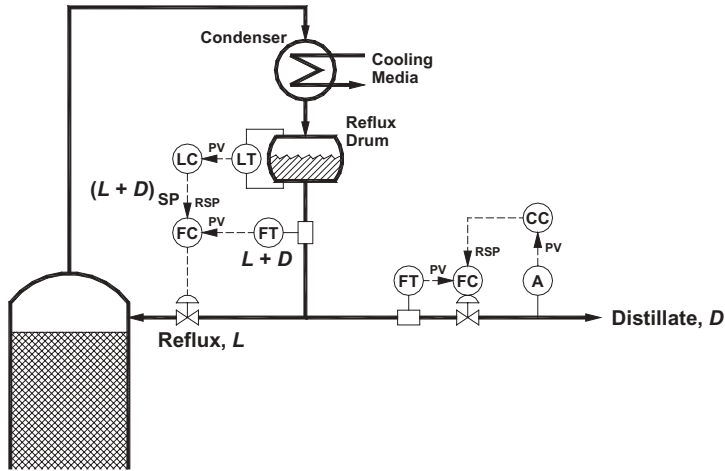 Condenser
Cooling
Media
Reflux
Drum
LC
PV
LT
(L + D) SP
RSP
FC
PV
FT
L + D
CC
RSP
PV
FT
PV
FC
A
Distillate, D
Reflux, L